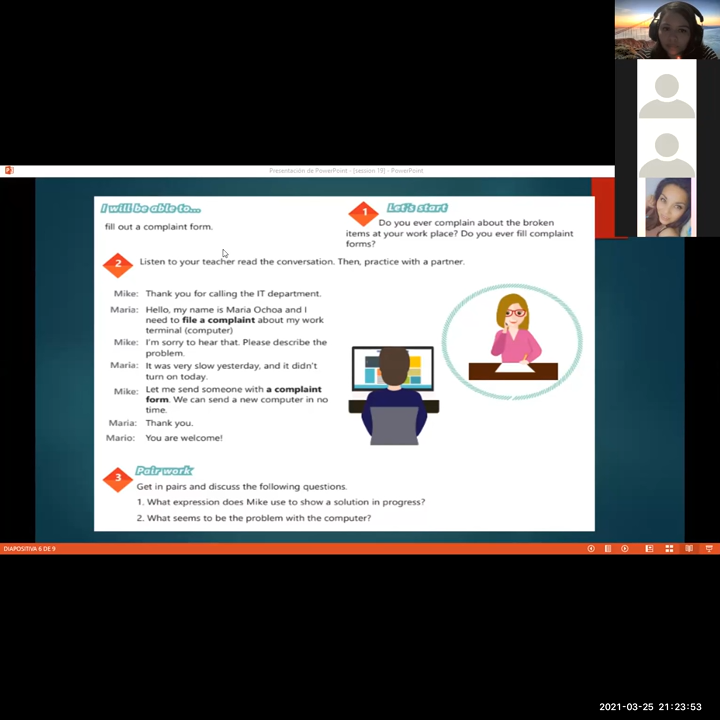 Presentación de PowerPoint - [session 19] - PowerPoint
I will be able to...
fill out a complaint form.
1 Let's start
Do you ever complain about the broken
items at your work place? Do you ever fill complaint
forms?
2 Listen to your teacher read the conversation. Then, practice with a partner.
Mike: Thank you for calling the IT department.
Maria: Hello, my name is Maria Ochoa and I
need to file a complaint about my work
terminal (computer)
Mike: I'm sorry to hear that. Please describe the
problem.
Maria: It was very slow yesterday, and it didn't
turn on today.
Mike: Let me send someone with a complaint
form. We can send a new computer in no
time.
Maria: Thank you.
Mario: You are welcome!
3 Pair work
Get in pairs and discuss the following questions.
1. What expression does Mike use to show a solution in progress?
2. What seems to be the problem with the computer?
DIAPOSITIVA 6 DE 9
2021-03-25 21:23:53